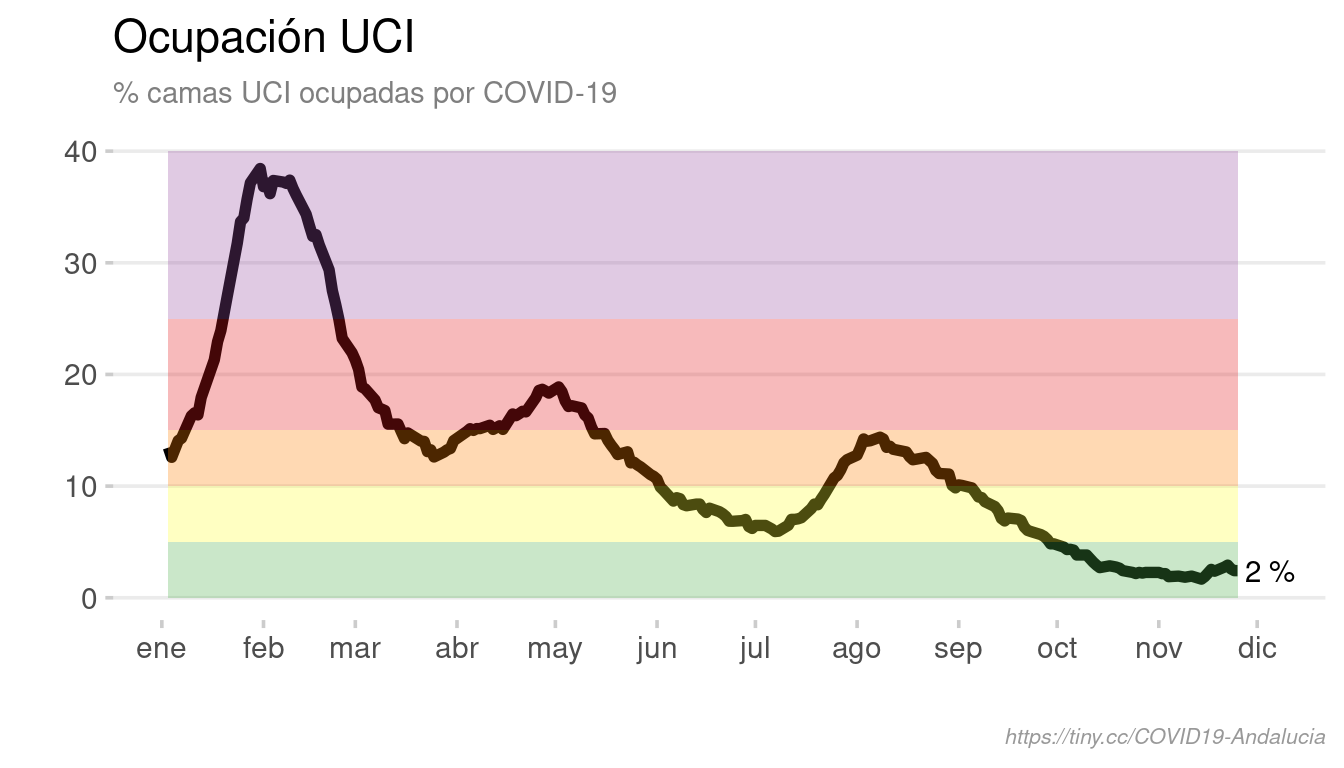 Ocupación UCI
% camas UCI ocupadas por COVID-19
40
30
20
10
0
2 %
ene feb mar abr may jun jul ago sep oct nov dic
https://tiny.cc/COVID19-Andalucia